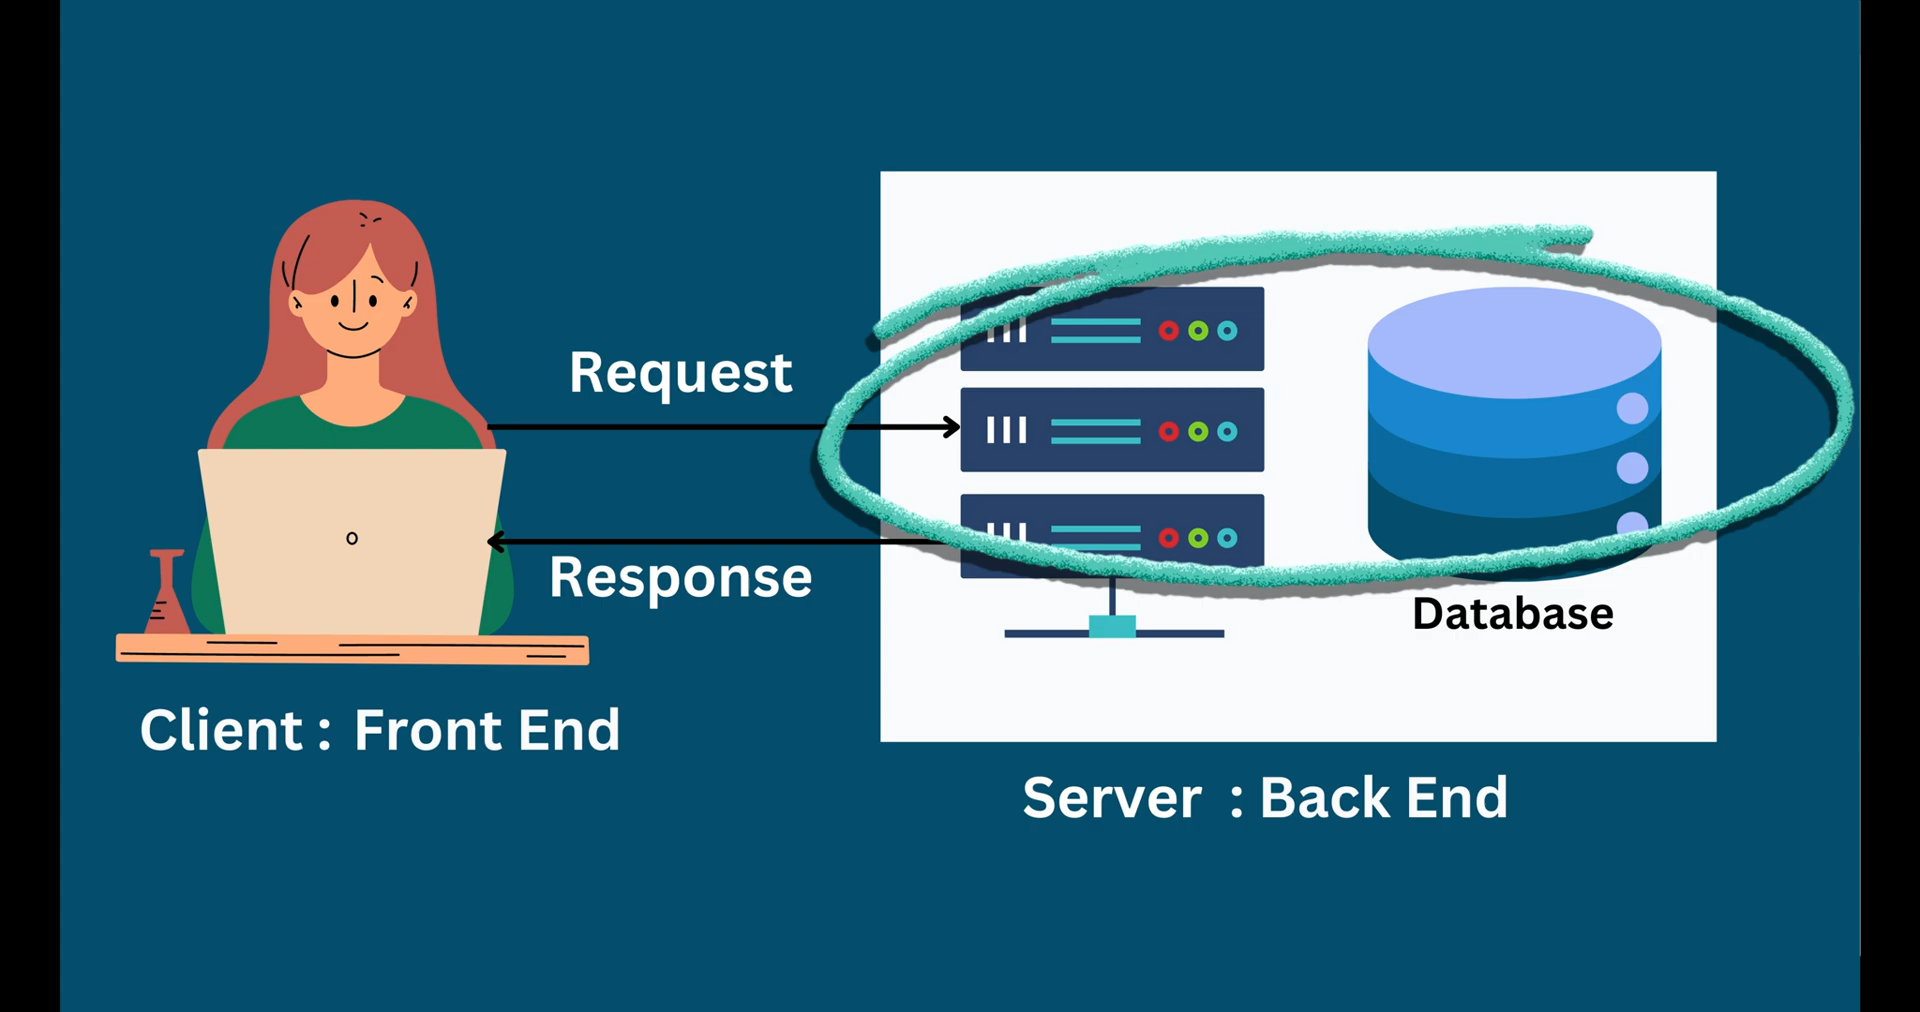 Request
Response
Database
Client : Front End
Server : Back End